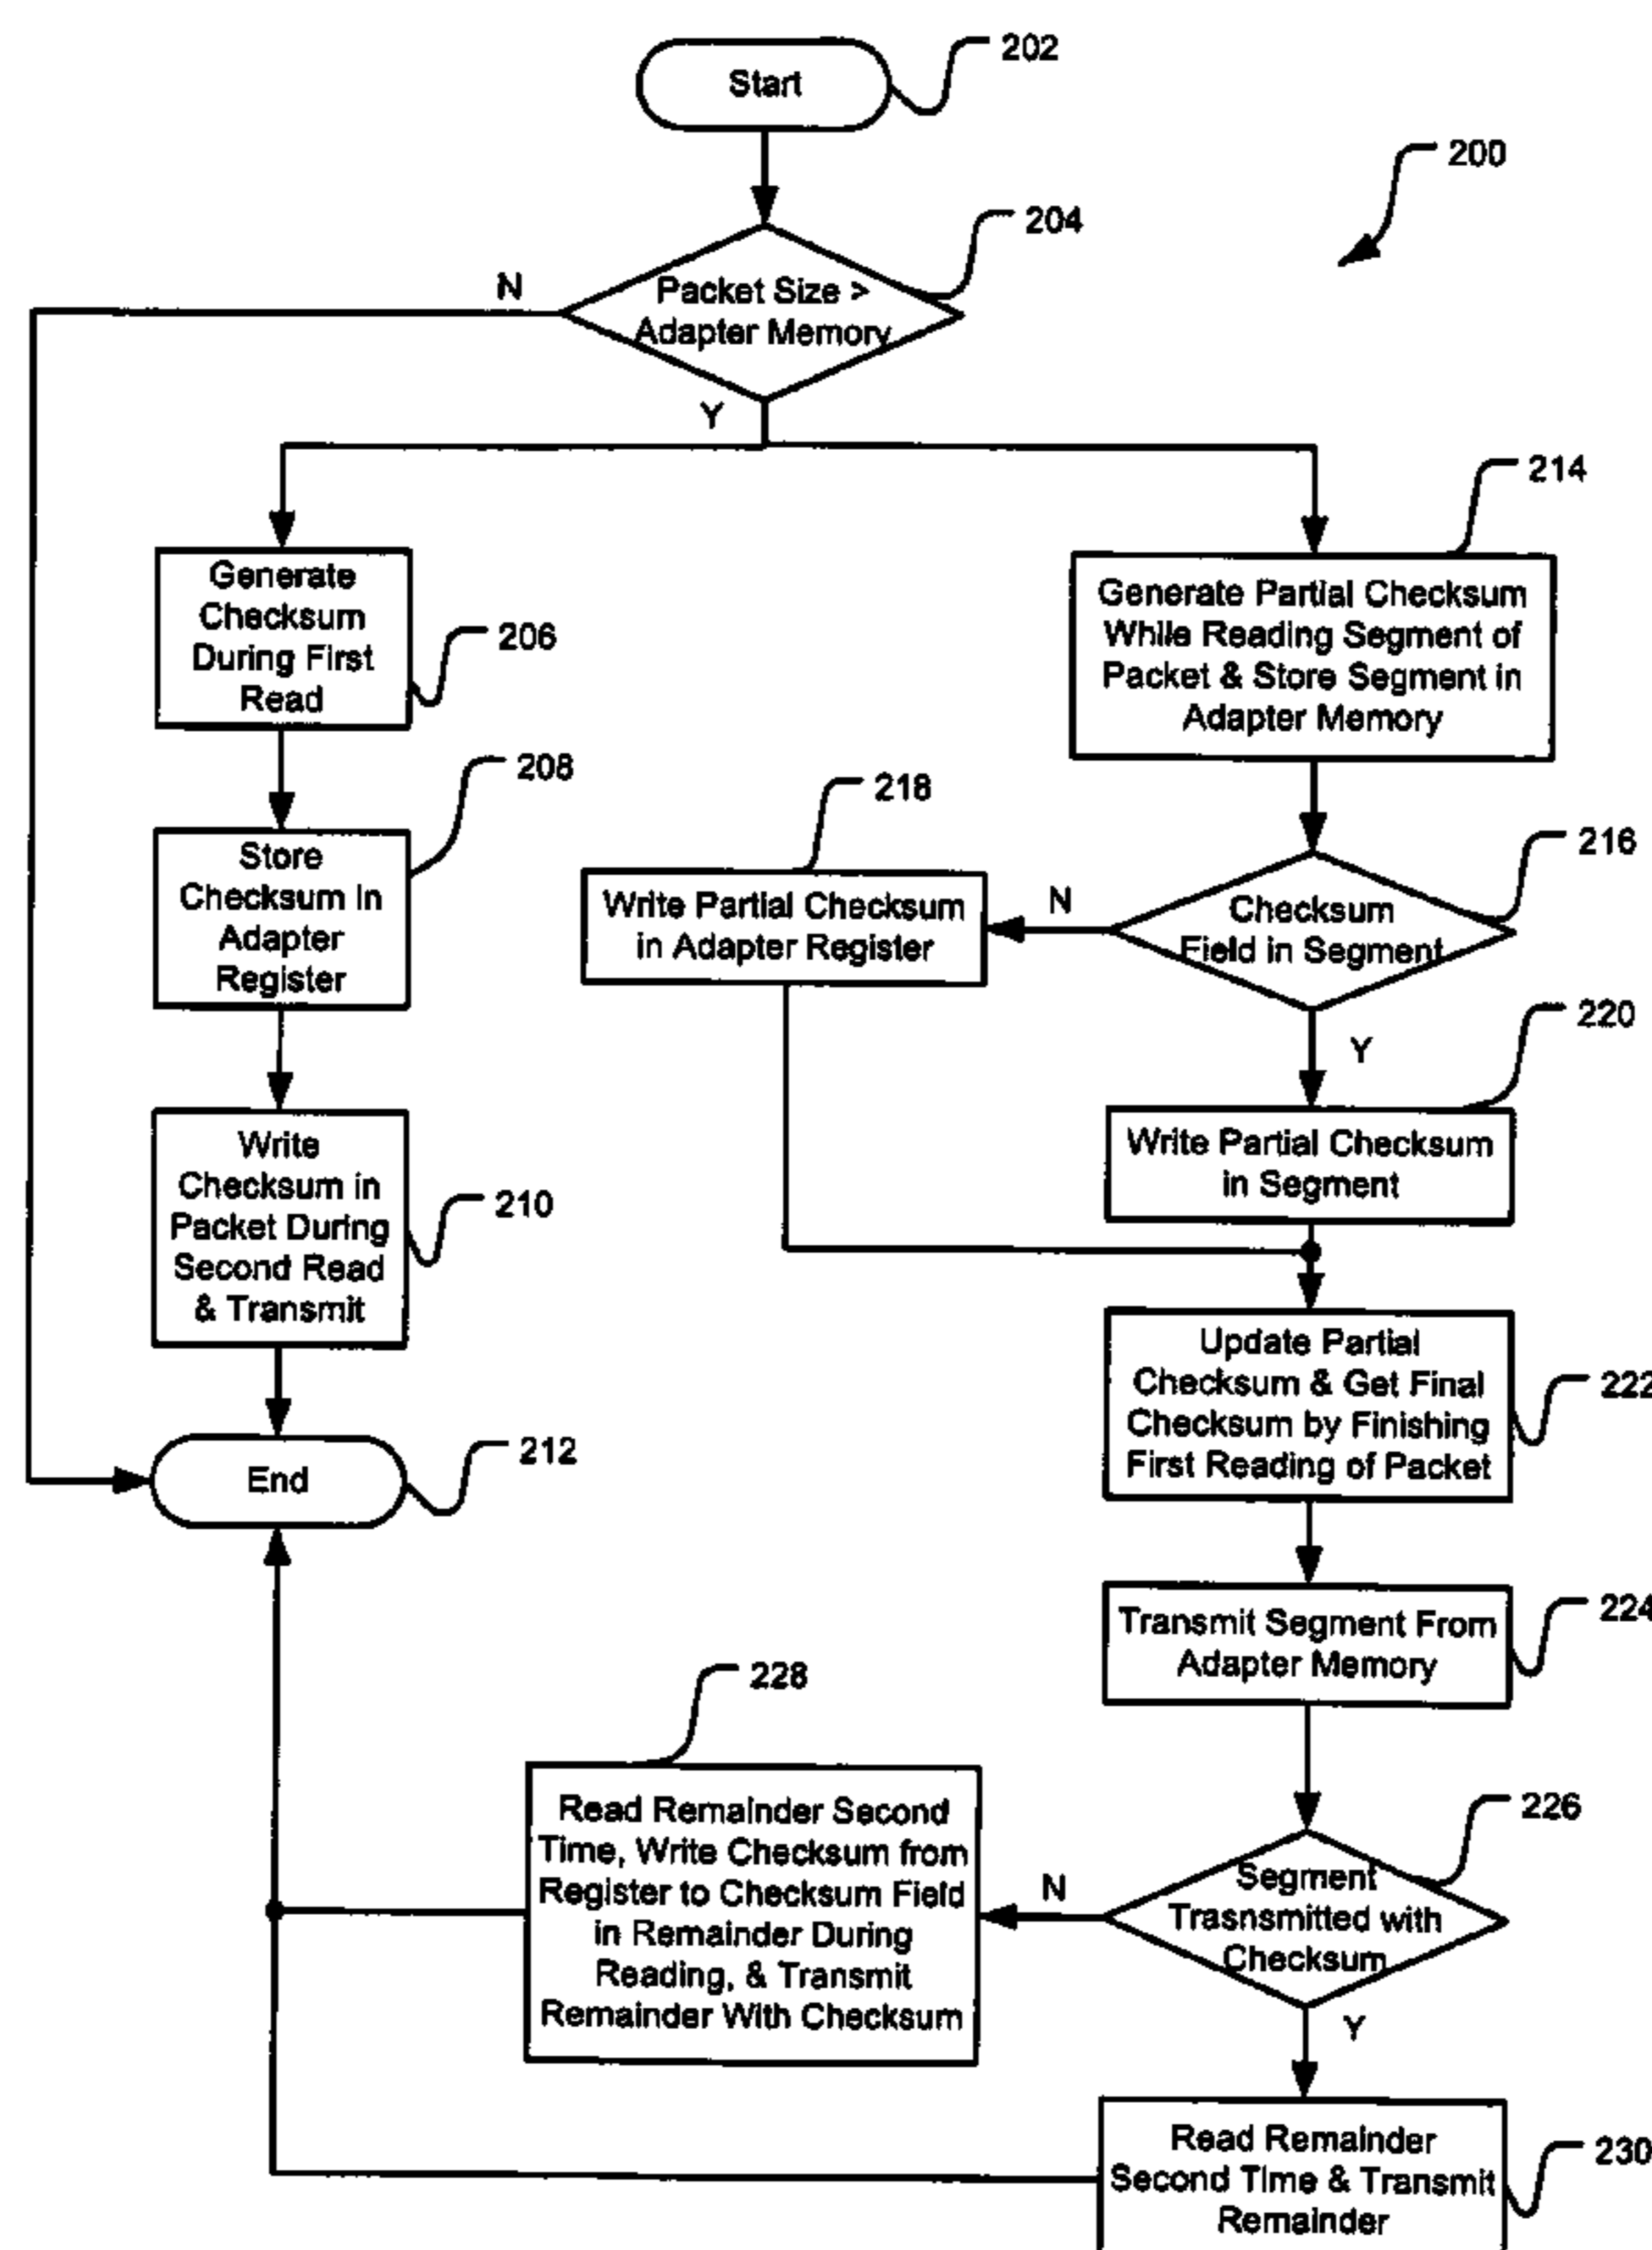 Start
202
200
204
Packet Size >
Adapter Memory
N
Y
214
Generate
Checksum
During First
Read
206
Generate Partial Checksum
While Reading Segment of
Packet & Store Segment in
Adapter Memory
208
218
216
Store
Checksum In
Adapter
Register
Write Partial Checksum
in Adapter Register
N
Checksum
Field in Segment
220
Y
Write
Checksum in
Packet During
Second Read
& Transmit
210
Write Partial Checksum
in Segment
Update Partial
Checksum & Get Final
Checksum by Finishing
First Reading of Packet
222
End
212
Transmit Segment From
Adapter Memory
224
228
226
Read Remainder Second
Time, Write Checksum from
Register to Checksum Field
in Remainder During
Reading, & Transmit
Remainder With Checksum
N
Segment
Trasnsmitted with
Checksum
Y
Read Remainder
Second Time & Transmit
Remainder
230